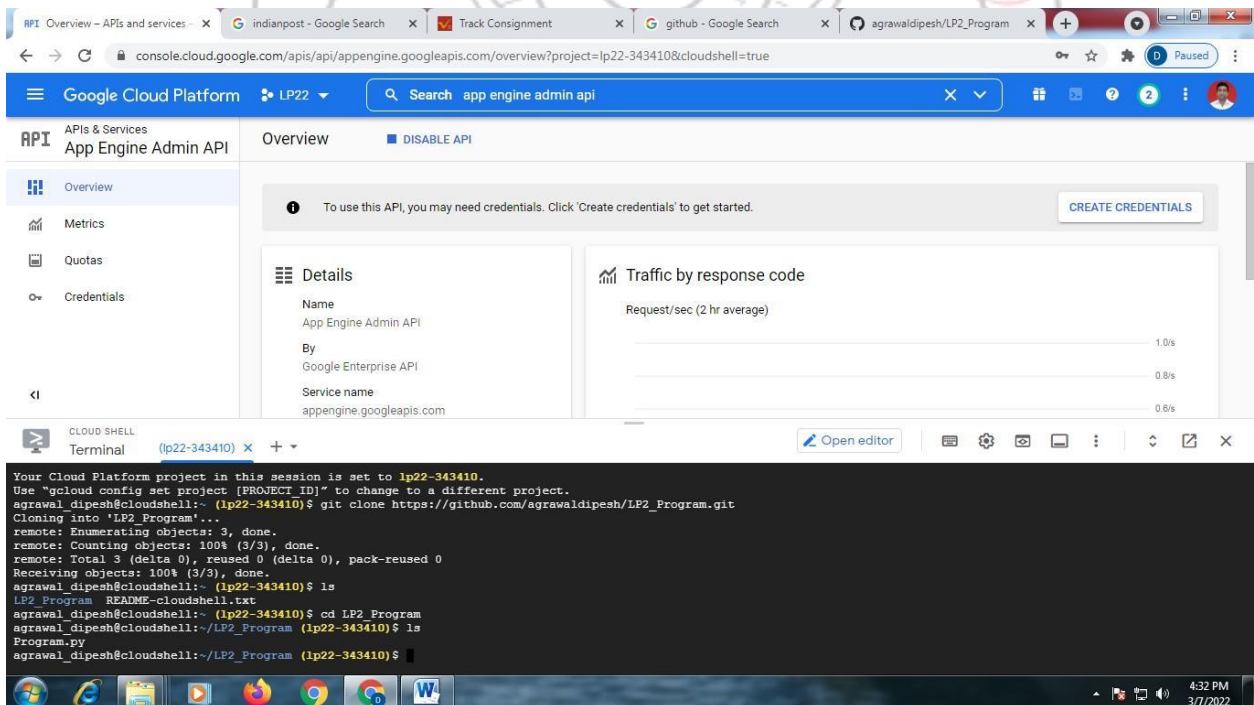 API Overview – APIs and services –
indianpost - Google Search
Track Consignment
github - Google Search
agrawaldipesh/LP2_Program
console.cloud.google.com/apis/api/appengine.googleapis.com/overview?project=lp22-343410&cloudshell=true
D Paused
Google Cloud Platform
LP22
Search app engine admin api
2
API
APIs & Services
App Engine Admin API
Overview
DISABLE API
Overview
Metrics
Quotas
Credentials
To use this API, you may need credentials. Click 'Create credentials' to get started.
CREATE CREDENTIALS
Details
Name
App Engine Admin API
By
Google Enterprise API
Service name
appengine.googleapis.com
Traffic by response code
Request/sec (2 hr average)
1.0/s
0.8/s
0.6/s
CLOUD SHELL
Terminal
(lp22-343410)
Open editor
Your Cloud Platform project in this session is set to lp22-343410.
Use "gcloud config set project [PROJECT_ID]" to change to a different project.
agrawal_dipesh@cloudshell:~ (lp22-343410)$ git clone https://github.com/agrawaldipesh/LP2_Program.git
Cloning into 'LP2_Program'...
remote: Enumerating objects: 3, done.
remote: Counting objects: 100% (3/3), done.
remote: Total 3 (delta 0), reused 0 (delta 0), pack-reused 0
Receiving objects: 100% (3/3), done.
agrawal_dipesh@cloudshell:~ (lp22-343410)$ ls
LP2_Program README-cloudshell.txt
agrawal_dipesh@cloudshell:~ (lp22-343410)$ cd LP2_Program
agrawal_dipesh@cloudshell:~/LP2_Program (lp22-343410)$ ls
Program.py
agrawal_dipesh@cloudshell:~/LP2_Program (lp22-343410)$
4:32 PM
3/7/2022